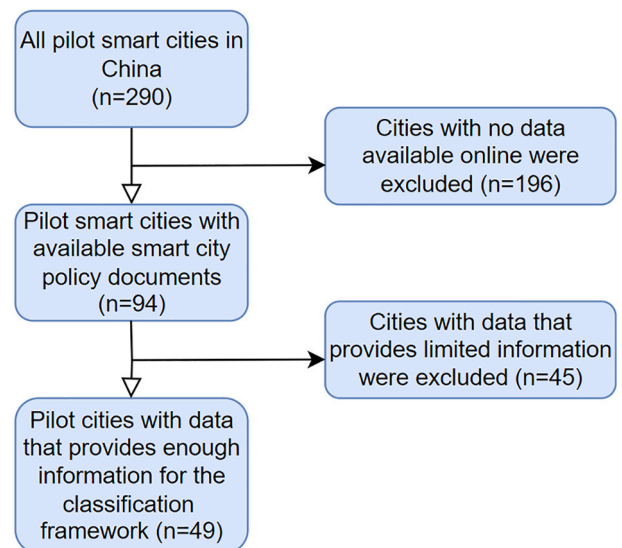 All pilot smart cities in
China
(n=290)
Cities with no data
available online were
excluded (n=196)
Pilot smart cities with
available smart city
policy documents
(n=94)
Cities with data that
provides limited information
were excluded (n=45)
Pilot cities with data
that provides enough
information for the
classification
framework (n=49)